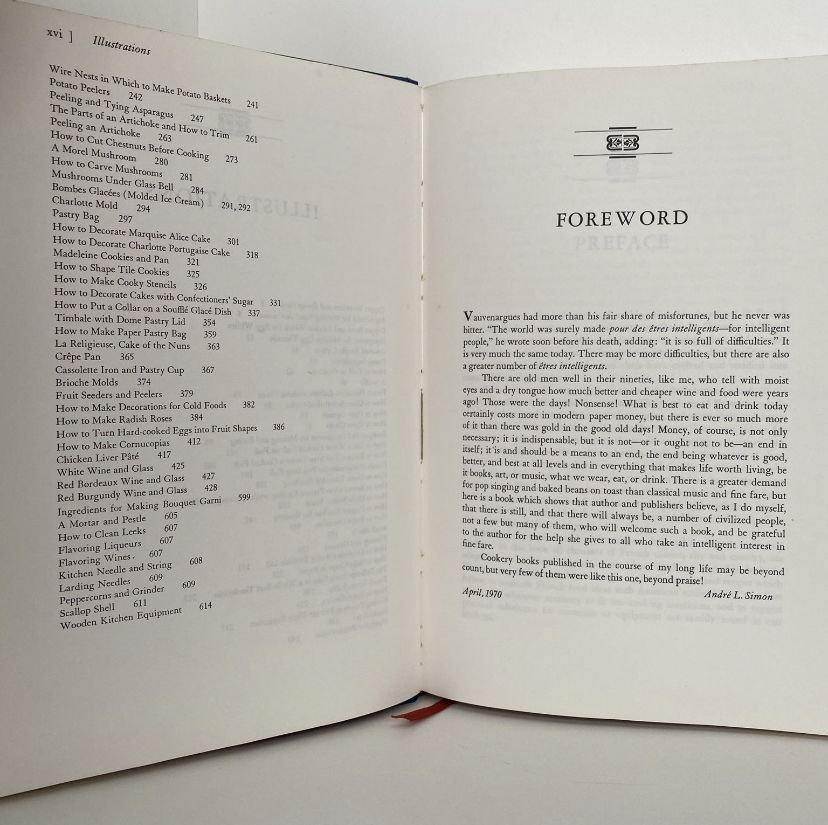 xvi ] Illustrations
Wire Nests in Which to Make Potato Baskets 241
Potato Peelers 242
Peeling and Tying Asparagus 247
The Parts of an Artichoke and How to Trim 261
Peeling an Artichoke 263
How to Cut Chestnuts Before Cooking 273
A Morel Mushroom 280
How to Carve Mushrooms 281
Mushrooms Under Glass Bell 284
Bombes Glacées (Molded Ice Cream) 291, 292
Charlotte Mold 294
Pastry Bag 297
How to Decorate Marquise Alice Cake 301
How to Decorate Charlotte Portugaise Cake 318
Madeleine Cookies and Pan 321
How to Shape Tile Cookies 325
How to Make Cooky Stencils 326
How to Decorate Cakes with Confectioners' Sugar 331
How to Put a Collar on a Soufflé Glacé Dish 337
Timbale with Dome Pastry Lid 354
How to Make Paper Pastry Bag 359
La Religieuse, Cake of the Nuns 363
Crêpe Pan 365
Cassolette Iron and Pastry Cup 367
Brioche Molds 374
Fruit Seeders and Peelers 379
How to Make Decorations for Cold Foods 382
How to Make Radish Roses 384
How to Turn Hard-cooked Eggs into Fruit Shapes 386
How to Make Cornucopias 412
Chicken Liver Pâté 417
White Wine and Glass 425
Red Bordeaux Wine and Glass 427
Red Burgundy Wine and Glass 428
Ingredients for Making Bouquet Garni 599
A Mortar and Pestle 605
How to Clean Leeks 607
Flavoring Liqueurs 607
Flavoring Wines 607
Kitchen Needle and String 608
Larding Needles 609
Peppercorns and Grinder 609
Scallop Shell 611
Wooden Kitchen Equipment 614
FOREWORD
Vauvenargues had more than his fair share of misfortunes, but he never was
bitter. "The world was surely made pour des êtres intelligents—for intelligent
people," he wrote soon before his death, adding: "it is so full of difficulties." It
is very much the same today. There may be more difficulties, but there are also
a greater number of êtres intelligents.
There are old men well in their nineties, like me, who tell with moist
eyes and a dry tongue how much better and cheaper wine and food were years
ago! Those were the days! Nonsense! What is best to eat and drink today
certainly costs more in modern paper money, but there is ever so much more
of it than there was gold in the good old days! Money, of course, is not only
necessary; it is indispensable, but it is not—or it ought not to be—an end in
itself; it is and should be a means to an end, the end being whatever is good,
better, and best at all levels and in everything that makes life worth living, be
it books, art, or music, what we wear, eat, or drink. There is a greater demand
for pop singing and baked beans on toast than classical music and fine fare, but
here is a book which shows that author and publishers believe, as I do myself,
that there is still, and that there will always be, a number of civilized people,
not a few but many of them, who will welcome such a book, and be grateful
to the author for the help she gives to all who take an intelligent interest in
fine fare.
Cookery books published in the course of my long life may be beyond
count, but very few of them were like this one, beyond praise!
April, 1970 André L. Simon